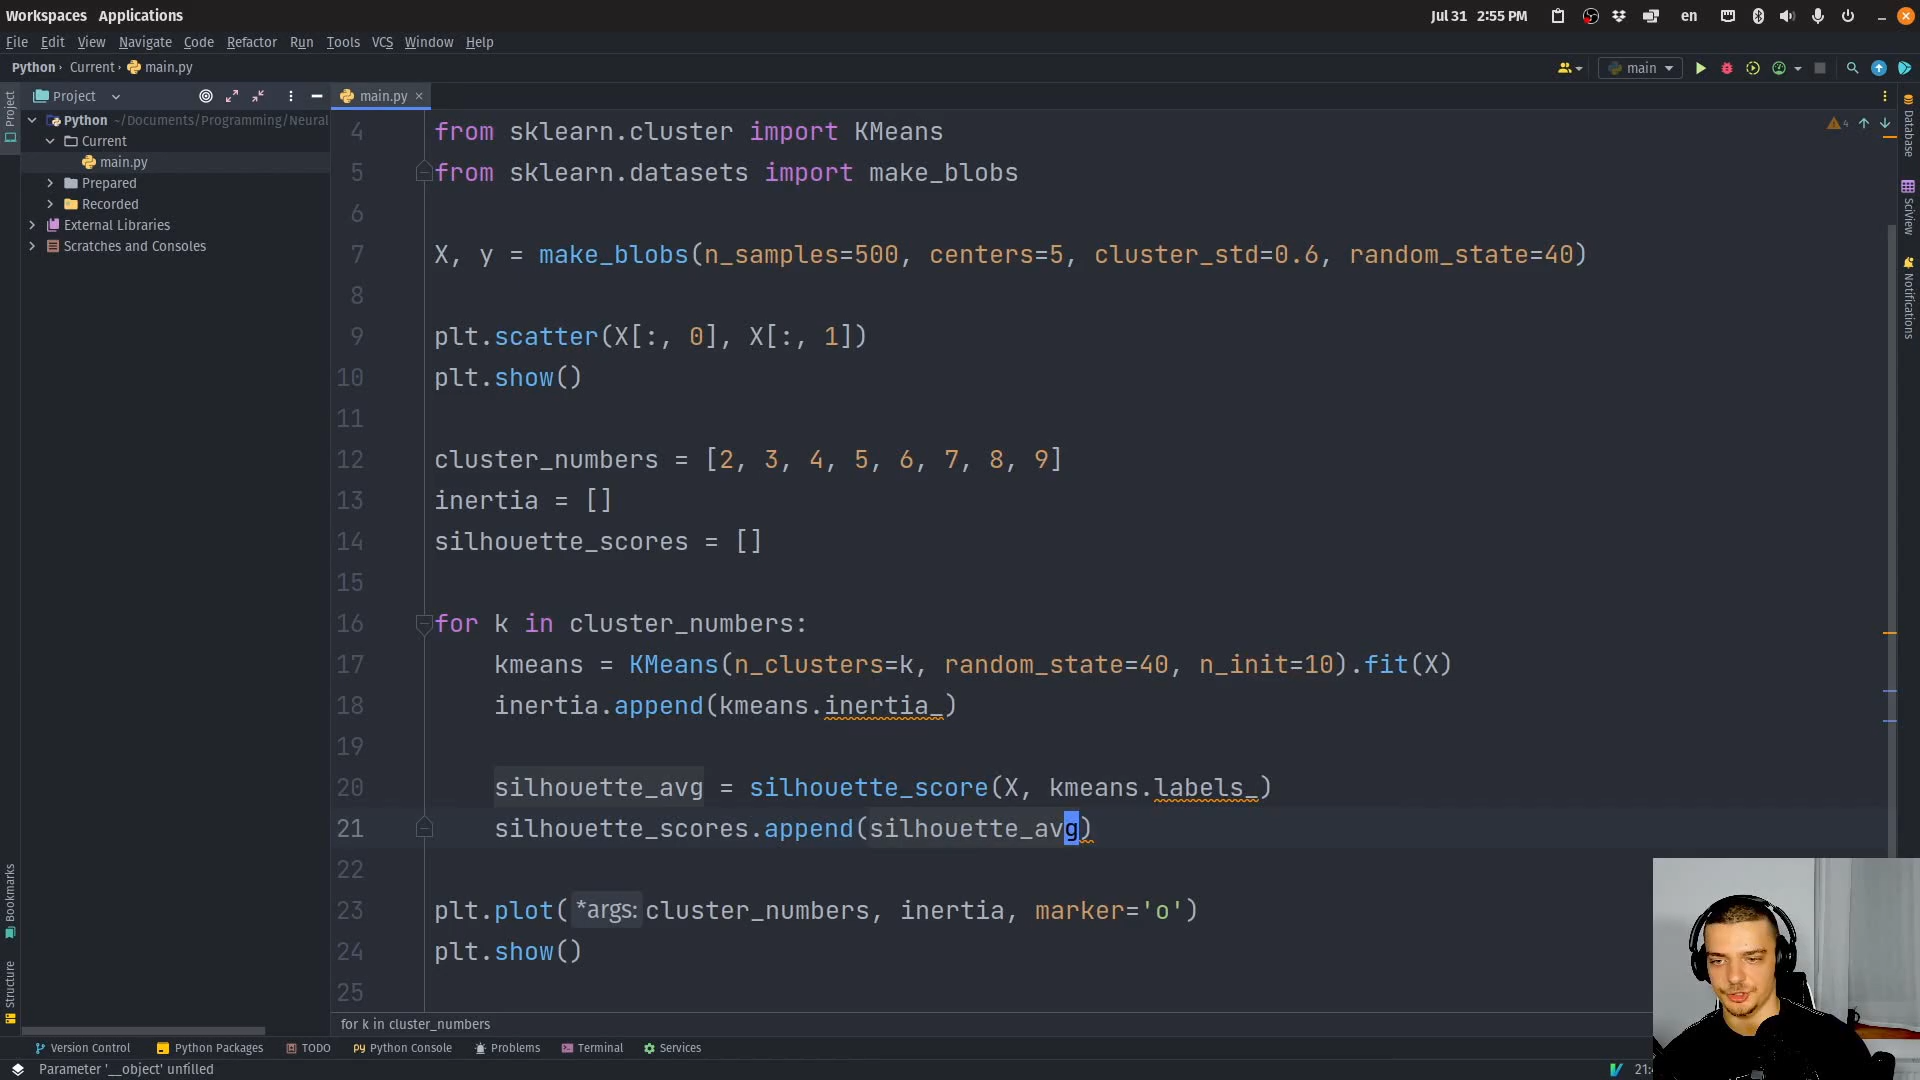 Workspaces Applications Jul 31 2:55 PM en
File Edit View Navigate Code Refactor Run Tools VCS Window Help
Python Current main.py main
Project main.py
Project
Python ~/Documents/Programming/Neural
Current
main.py
Prepared
Recorded
External Libraries
Scratches and Consoles
Bookmarks
Structure
4 from sklearn.cluster import KMeans
5 from sklearn.datasets import make_blobs
6
7 X, y = make_blobs(n_samples=500, centers=5, cluster_std=0.6, random_state=40)
8
9 plt.scatter(X[:, 0], X[:, 1])
10 plt.show()
11
12 cluster_numbers = [2, 3, 4, 5, 6, 7, 8, 9]
13 inertia = []
14 silhouette_scores = []
15
16 for k in cluster_numbers:
17 kmeans = KMeans(n_clusters=k, random_state=40, n_init=10).fit(X)
18 inertia.append(kmeans.inertia_)
19
20 silhouette_avg = silhouette_score(X, kmeans.labels_)
21 silhouette_scores.append(silhouette_avg)
22
23 plt.plot(*args: cluster_numbers, inertia, marker='o')
24 plt.show()
25
4
Database
SciView
Notifications
for k in cluster_numbers
Version Control Python Packages TODO Python Console Problems Terminal Services
Parameter '__object' unfilled